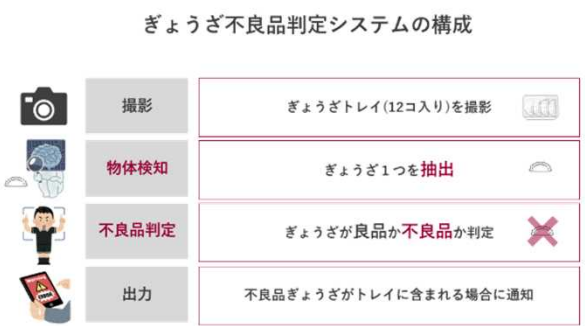 ぎょうざ不良品判定システムの構成
撮影
ぎょうざトレイ(12コ入り)を撮影
物体検知
ぎょうざ１つを抽出
不良品判定
ぎょうざが良品か不良品か判定
出力
不良品ぎょうざがトレイに含まれる場合に通知